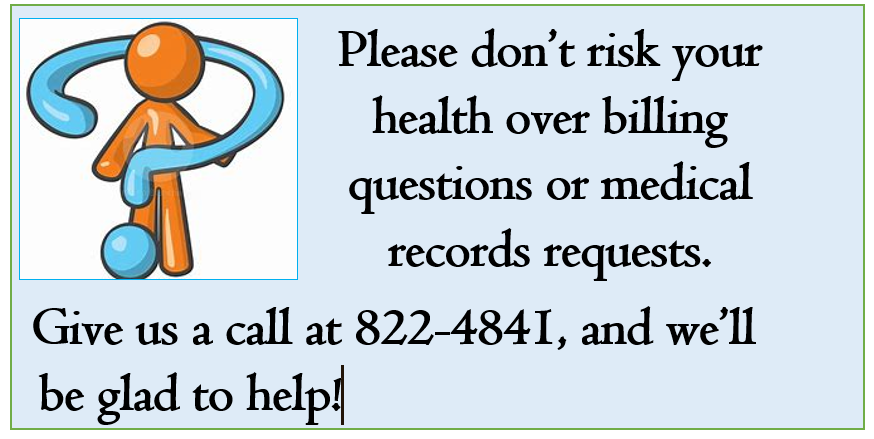 Please don’t risk your
health over billing
questions or medical
records requests.
Give us a call at 822-4841, and we’ll
be glad to help!